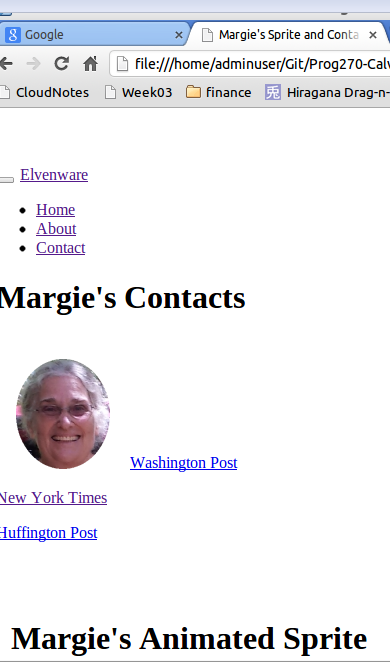 Google
Margie's Sprite and Conta
file:///home/adminuser/Git/Prog270-Calv
CloudNotes Week03 finance 兎 Hiragana Drag-n-
Elvenware
Home
About
Contact
Margie's Contacts
Washington Post
New York Times
Huffington Post
Margie's Animated Sprite